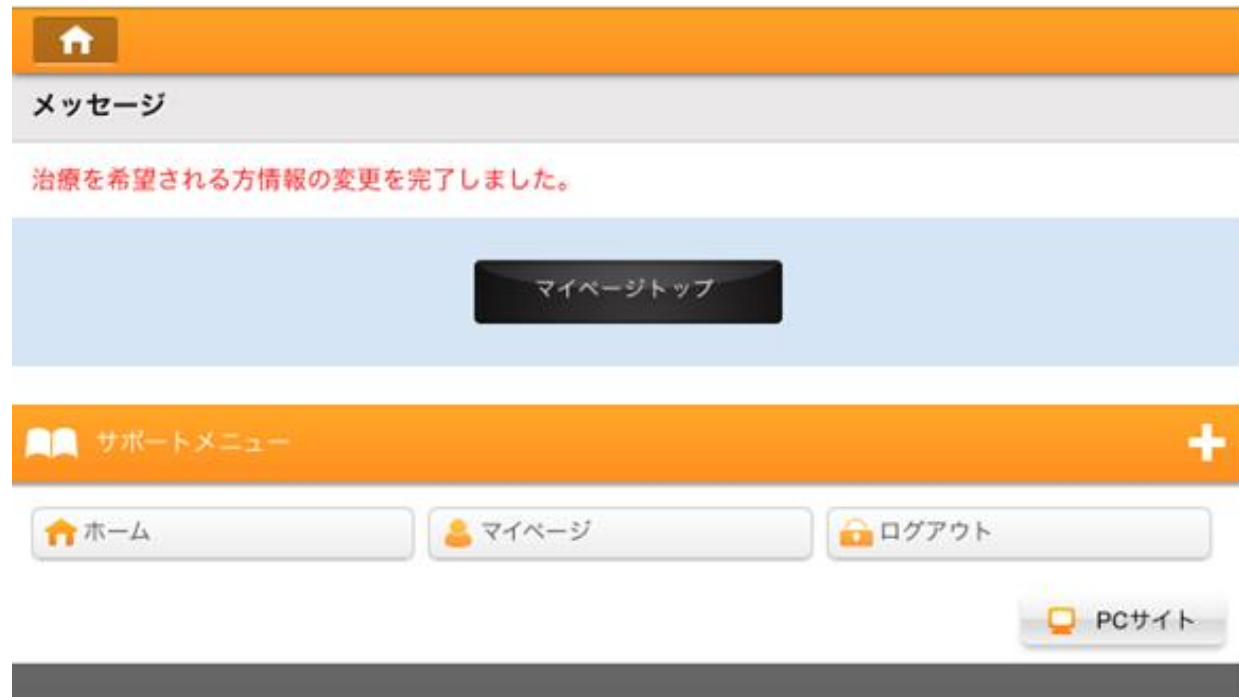 メッセージ
治療を希望される方情報の変更を完了しました。
マイページトップ
サポートメニュー
ホーム
マイページ
ログアウト
PCサイト